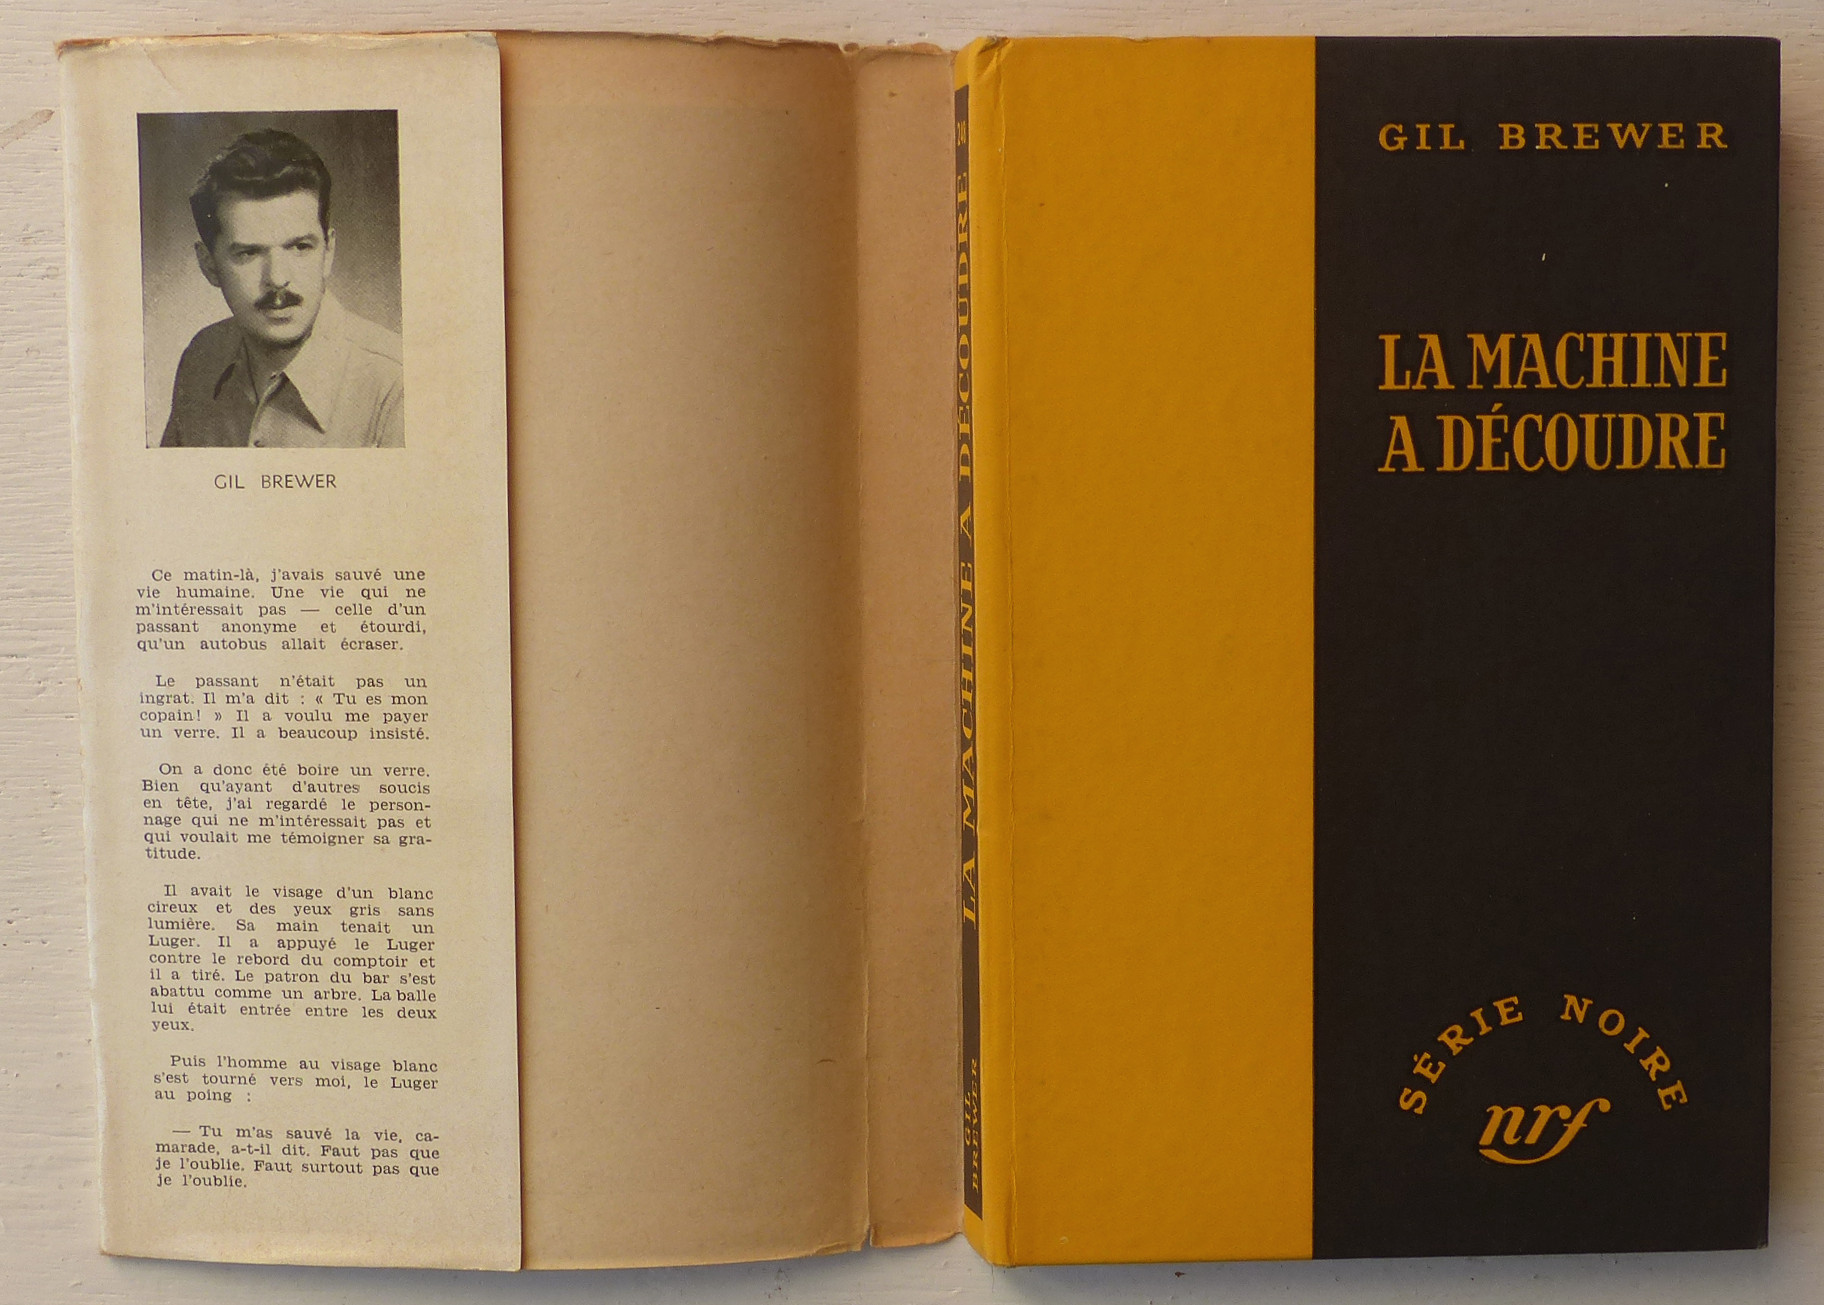 GIL BREWER
Ce matin-là, j'avais sauvé une
vie humaine. Une vie qui ne
m'intéressait pas — celle d'un
passant anonyme et étourdi,
qu'un autobus allait écraser.
Le passant n'était pas un
ingrat. Il m'a dit : « Tu es mon
copain! » Il a voulu me payer
un verre. Il a beaucoup insisté.
On a donc été boire un verre.
Bien qu'ayant d'autres soucis
en tête, j'ai regardé le person-
nage qui ne m'intéressait pas et
qui voulait me témoigner sa gra-
titude.
Il avait le visage d'un blanc
cireux et des yeux gris sans
lumière. Sa main tenait un
Luger. Il a appuyé le Luger
contre le rebord du comptoir et
il a tiré. Le patron du bar s'est
abattu comme un arbre. La balle
lui était entrée entre les deux
yeux.
Puis l'homme au visage blanc
s'est tourné vers moi, le Luger
au poing :
— Tu m'as sauvé la vie, ca-
marade, a-t-il dit. Faut pas que
je l'oublie. Faut surtout pas que
je l'oublie.
248
LA MACHINE A DÉCOUDRE
GIL
BREWER
GIL BREWER
LA MACHINE
A DÉCOUDRE
SÉRIE NOIRE
nrf